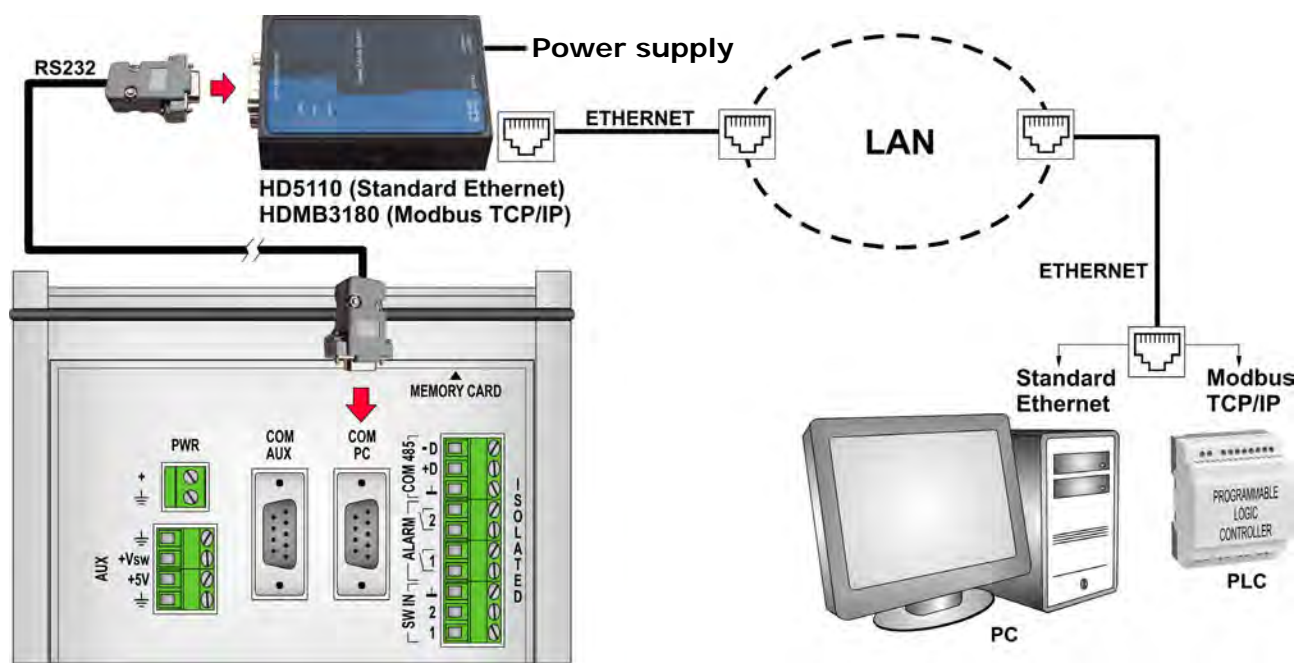 Power supply
RS232
ETHERNET
LAN
HD5110 (Standard Ethernet)
HDMB3180 (Modbus TCP/IP)
ETHERNET
Standard
Ethernet
Modbus
TCP/IP
MEMORY CARD
PWR
COM
AUX
COM
PC
COM 485
-D
+D
+
2
ALARM
1
ISOLATED
AUX
+Vsw
+5V
SW IN
2
1
PROGRAMMABLE
LOGIC
CONTROLLER
PLC
PC